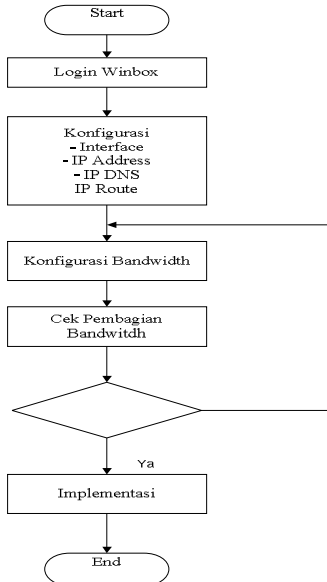 Start
Login Winbox
Konfigurasi
- Interface
- IP Address
- IP DNS
IP Route
Konfigurasi Bandwidth
Cek Pembagian
Bandwitdh
Ya
Implementasi
End